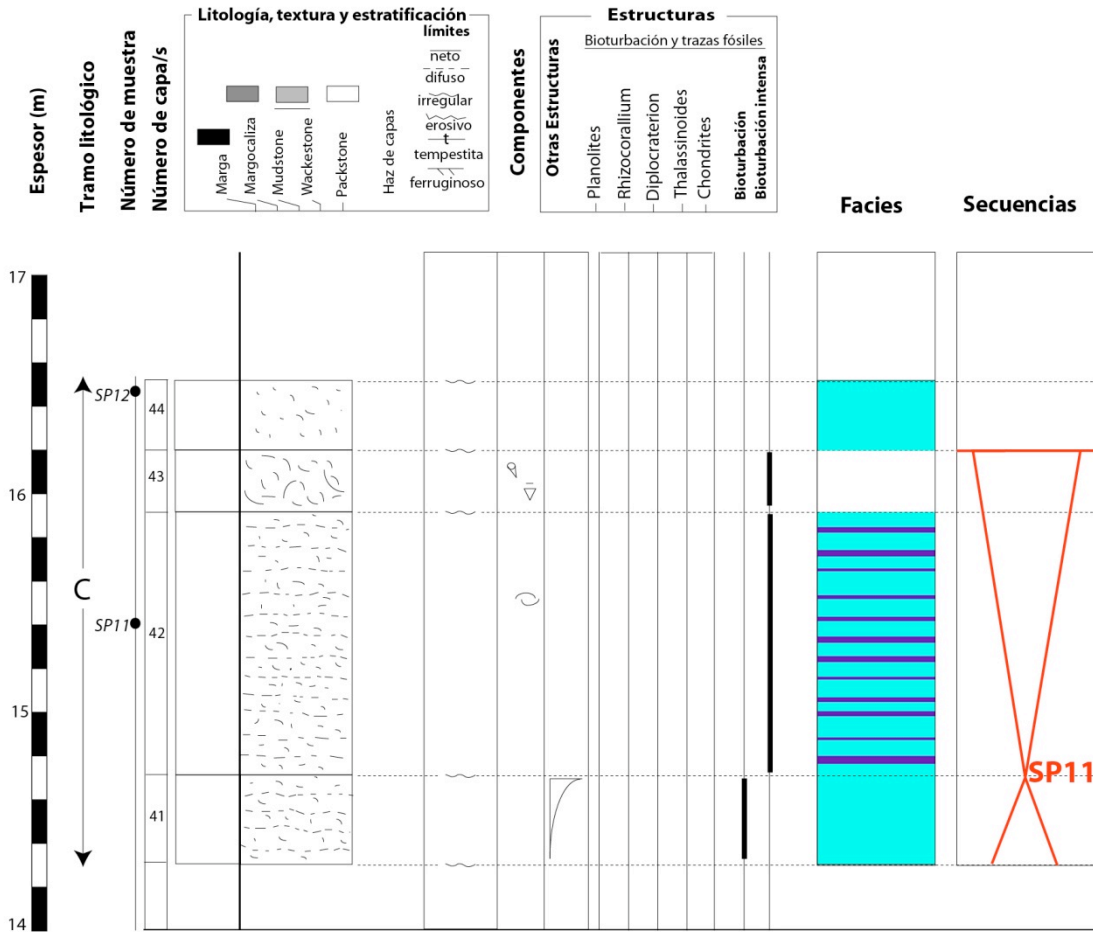 Litología, textura y estratificación
límites
neto
difuso
irregular
erosivo
t
tempestita
ferruginoso
Estructuras
Bioturbación y trazas fósiles
Espesor (m)
Tramo litológico
Número de muestra
Número de capa/s
Marga
Margocaliza
Mudstone
Wackestone
Packstone
Haz de capas
Componentes
Otras Estructuras
Planolites
Rhizocorallium
Diplocraterion
Thalassinoides
Chondrites
Bioturbación
Bioturbación intensa
Facies
Secuencias
17
SP12
44
43
16
C
SP11
42
15
SP11
41
14